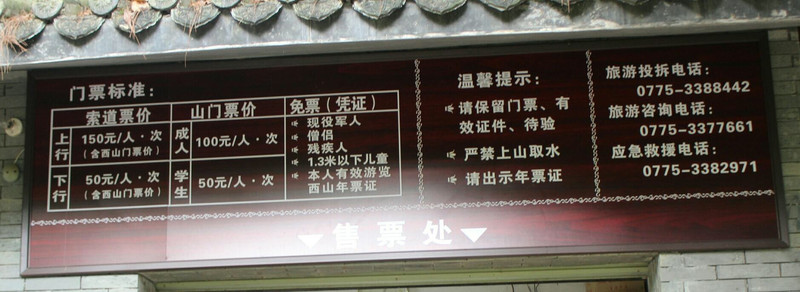 门票标准：
索道票价 山门票价 免票（凭证）
上行 150元/人·次（含西山门票价） 成人 100元/人·次
下行 50元/人·次（含西山门票价） 学生 50元/人·次
现役军人
僧侣
残疾人
1.3米以下儿童
本人有效游览
西山年票证
温馨提示：
请保留门票、有
效证件、待验
严禁上山取水
请出示年票证
旅游投拆电话：
0775-3388442
旅游咨询电话：
0775-3377661
应急救援电话：
0775-3382971
售票处